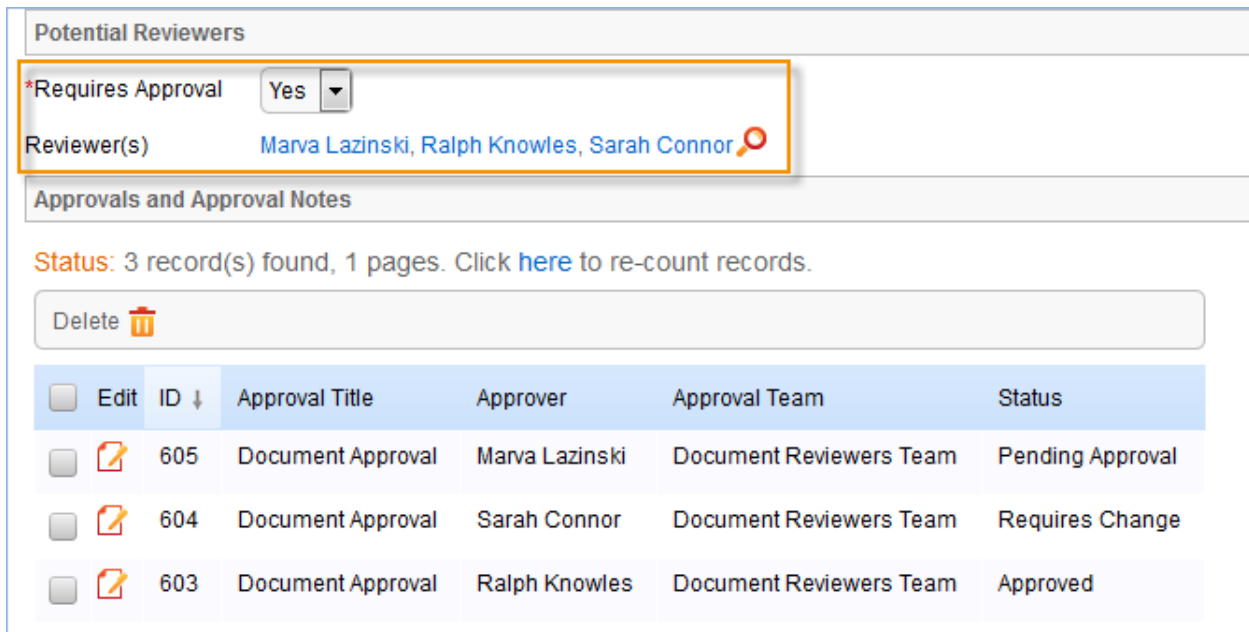 Potential Reviewers
*Requires Approval Yes
Reviewer(s) Marva Lazinski, Ralph Knowles, Sarah Connor
Approvals and Approval Notes
Status: 3 record(s) found, 1 pages. Click here to re-count records.
Delete
Edit ID ↓ Approval Title Approver Approval Team Status
605 Document Approval Marva Lazinski Document Reviewers Team Pending Approval
604 Document Approval Sarah Connor Document Reviewers Team Requires Change
603 Document Approval Ralph Knowles Document Reviewers Team Approved